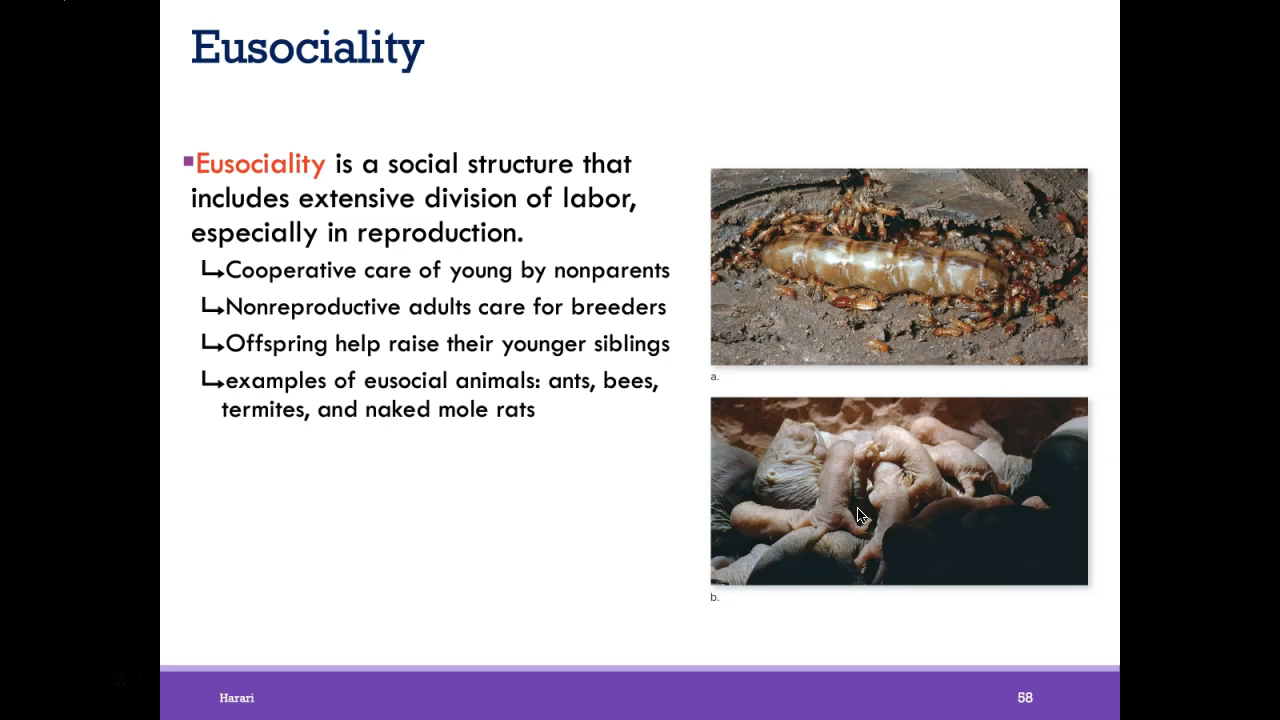 Eusociality
Eusociality is a social structure that
includes extensive division of labor,
especially in reproduction.
Cooperative care of young by nonparents
Nonreproductive adults care for breeders
Offspring help raise their younger siblings
examples of eusocial animals: ants, bees,
termites, and naked mole rats
a.
b.
Harari
58